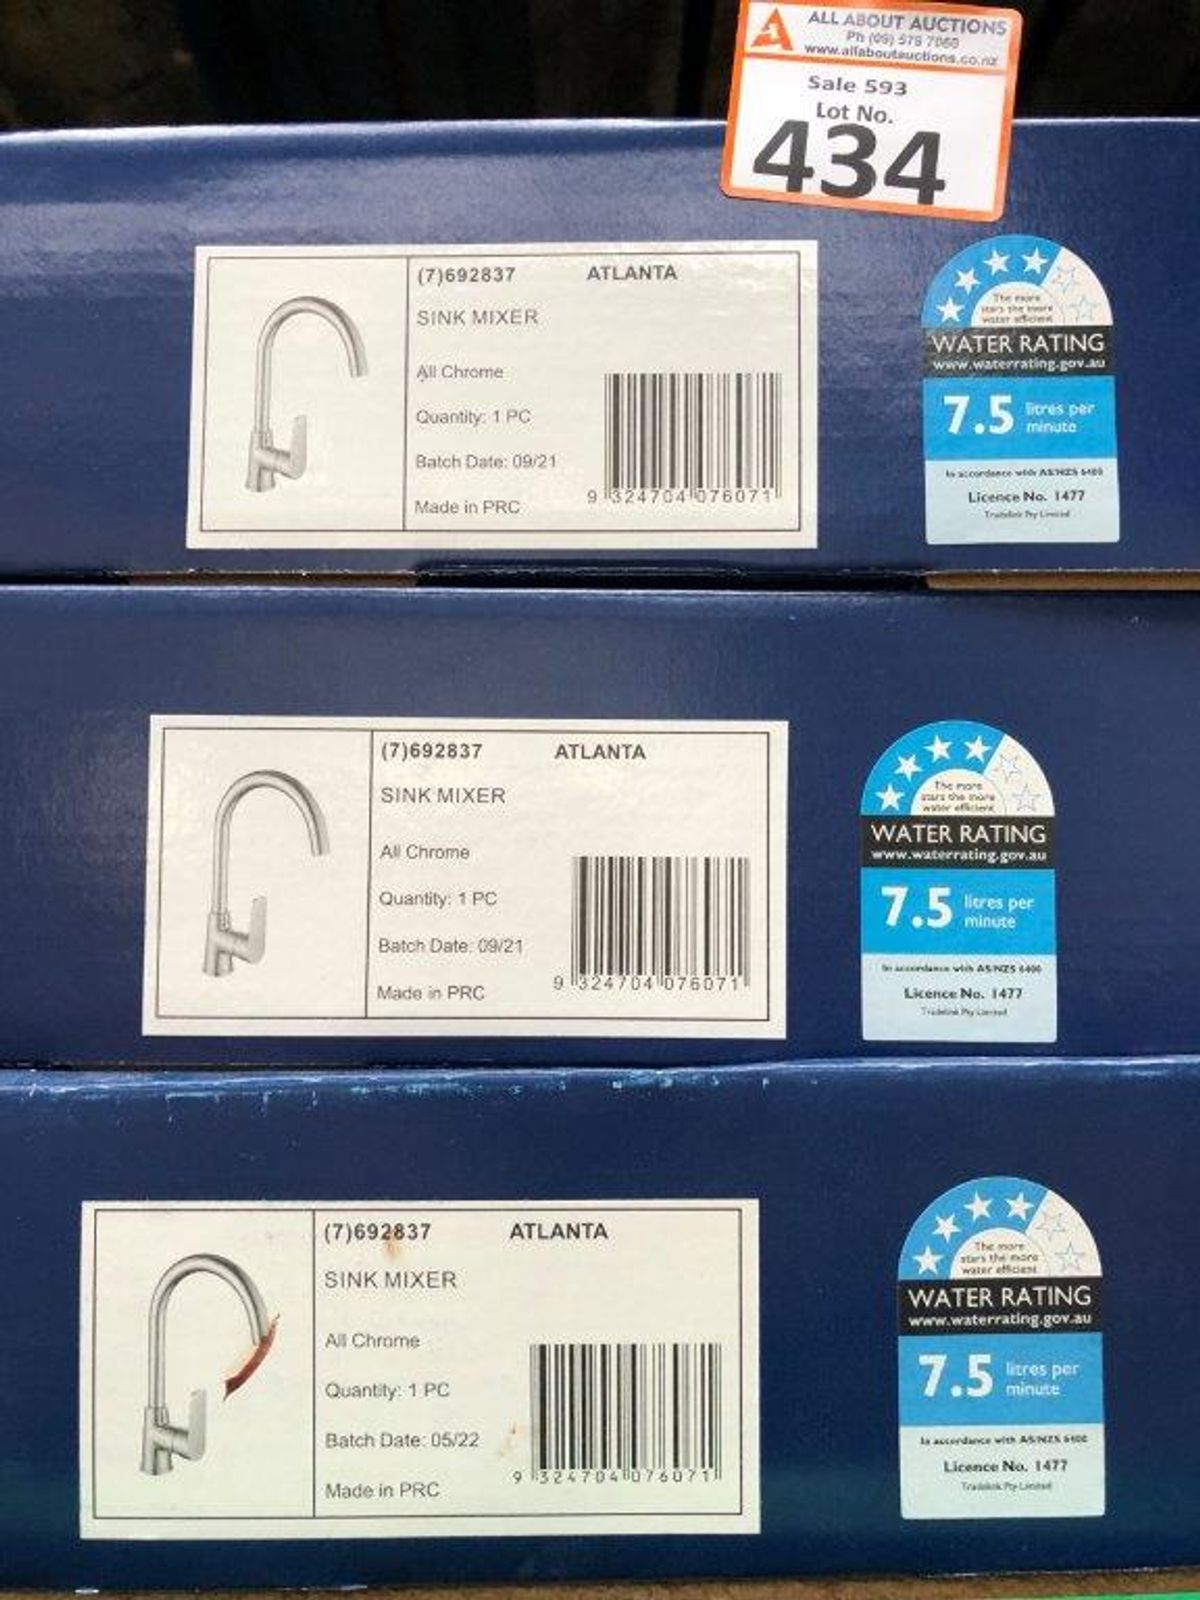 ALL ABOUT AUCTIONS
Ph (09) 579 7060
www.allaboutauctions.co.nz
Sale 593
Lot No.
434
(7)692837 ATLANTA
SINK MIXER
All Chrome
Quantity: 1 PC
Batch Date: 09/21
Made in PRC
9 324704 076071
The more
stars the more
water efficient
WATER RATING
www.waterrating.gov.au
7.5 litres per
minute
In accordance with AS/NZS 6400
Licence No. 1477
Tradelink Pty Limited
(7)692837 ATLANTA
SINK MIXER
All Chrome
Quantity: 1 PC
Batch Date: 09/21
Made in PRC
9 324704 076071
The more
stars the more
water efficient
WATER RATING
www.waterrating.gov.au
7.5 litres per
minute
In accordance with AS/NZS 6400
Licence No. 1477
Tradelink Pty Limited
(7)692837 ATLANTA
SINK MIXER
All Chrome
Quantity: 1 PC
Batch Date: 05/22
Made in PRC
9 324704 076071
The more
stars the more
water efficient
WATER RATING
www.waterrating.gov.au
7.5 litres per
minute
In accordance with AS/NZS 6400
Licence No. 1477
Tradelink Pty Limited